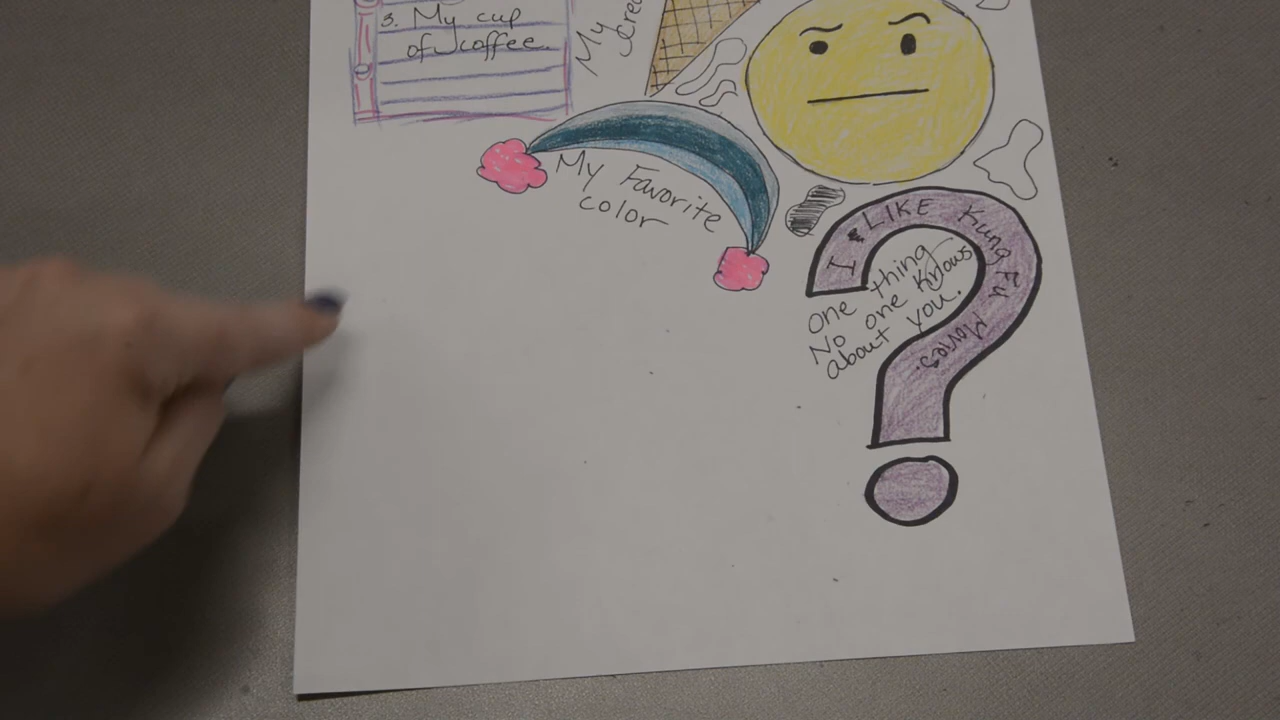 3. My cup
of coffee
My
My Favorite
color
I LIKE Kung Fu Movies.
one thing
No one knows
about you.